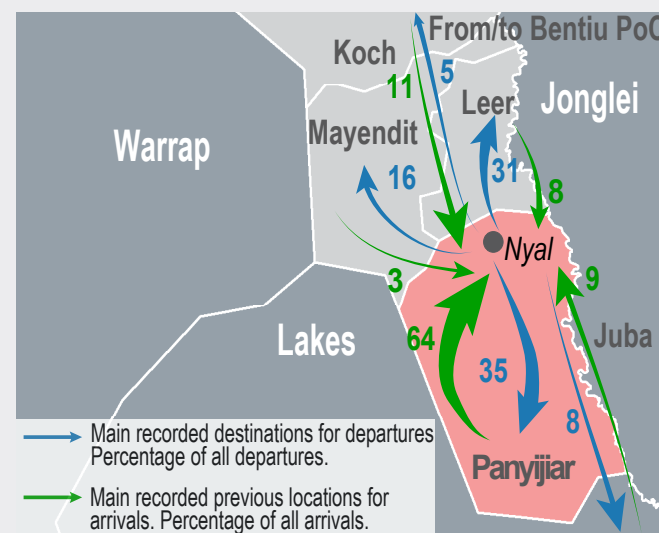 From/to Bentiu PoC
Koch
5
11
Leer
Jonglei
Mayendit
Warrap
16
31
8
Nyal
3
9
Lakes
64
Juba
35
8
Main recorded destinations for departures
Percentage of all departures.
Panyijiar
Main recorded previous locations for
arrivals. Percentage of all arrivals.